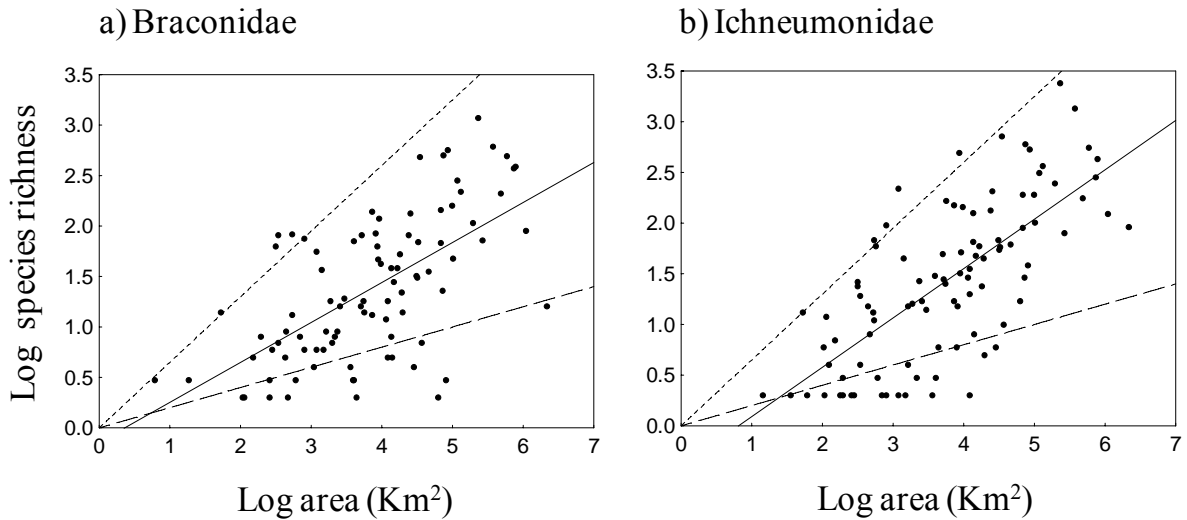 a) Braconidae
b) Ichneumonidae
Log species richness
3.5
3.0
2.5
2.0
1.5
1.0
0.5
0.0
0 1 2 3 4 5 6 7
Log area (Km²)
3.5
3.0
2.5
2.0
1.5
1.0
0.5
0.0
0 1 2 3 4 5 6 7
Log area (Km²)